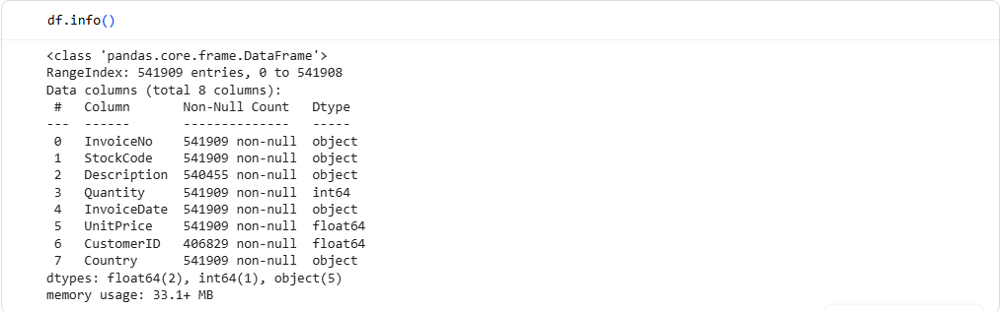 df.info()
<class 'pandas.core.frame.DataFrame'>
RangeIndex: 541909 entries, 0 to 541908
Data columns (total 8 columns):
 #   Column       Non-Null Count   Dtype
---  ------       --------------   -----
 0   InvoiceNo    541909 non-null  object
 1   StockCode    541909 non-null  object
 2   Description  540455 non-null  object
 3   Quantity     541909 non-null  int64
 4   InvoiceDate  541909 non-null  object
 5   UnitPrice    541909 non-null  float64
 6   CustomerID   406829 non-null  float64
 7   Country      541909 non-null  object
dtypes: float64(2), int64(1), object(5)
memory usage: 33.1+ MB